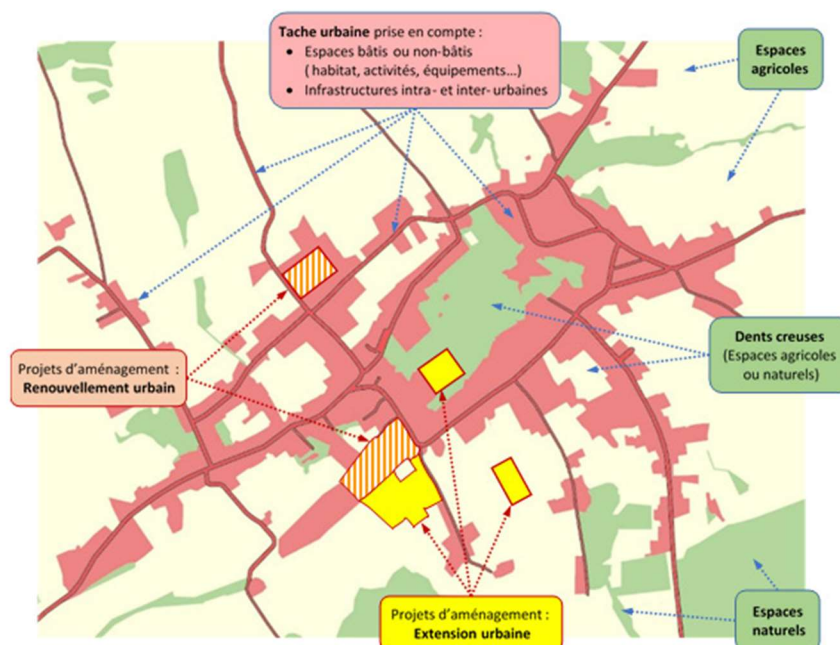 Tache urbaine prise en compte :
• Espaces bâtis ou non-bâtis
(habitat, activités, équipements...)
• Infrastructures intra- et inter-urbaines
Espaces
agricoles
Projets d'aménagement :
Renouvellement urbain
Dents creuses
(Espaces agricoles
ou naturels)
Projets d'aménagement :
Extension urbaine
Espaces
naturels